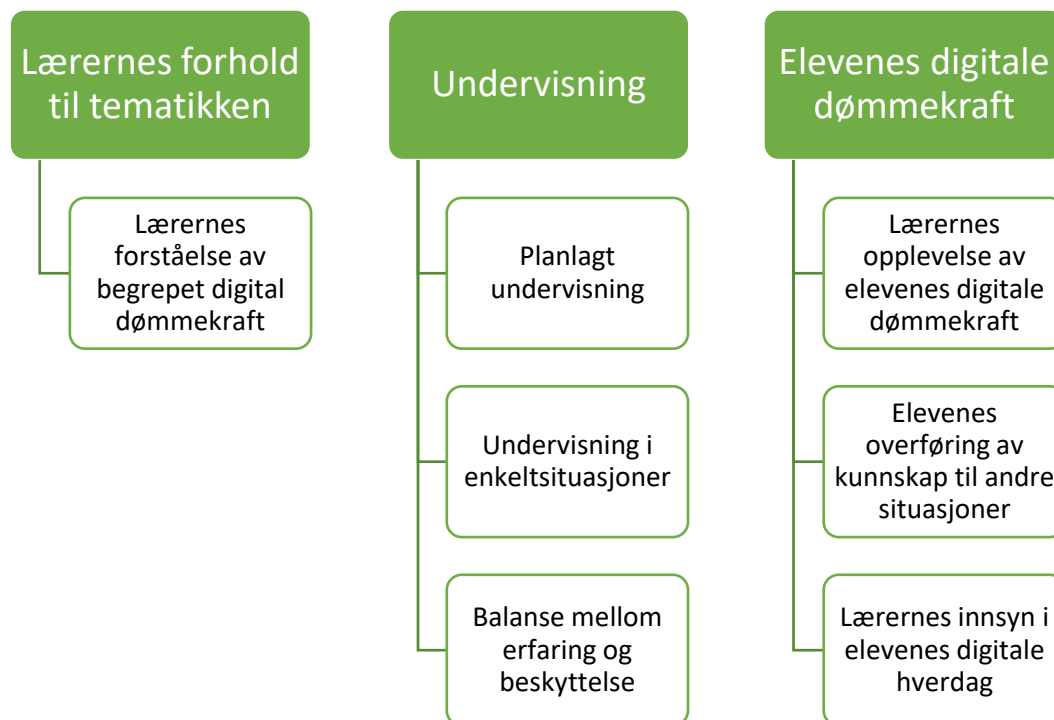 Lærernes forhold
til tematikken
Lærernes
forståelse av
begrepet digital
dømmekraft
Undervisning
Planlagt
undervisning
Undervisning i
enkeltsituasjoner
Balanse mellom
erfaring og
beskyttelse
Elevenes digitale
dømmekraft
Lærernes
opplevelse av
elevenes digitale
dømmekraft
Elevenes
overføring av
kunnskap til andre
situasjoner
Lærernes innsyn i
elevenes digitale
hverdag